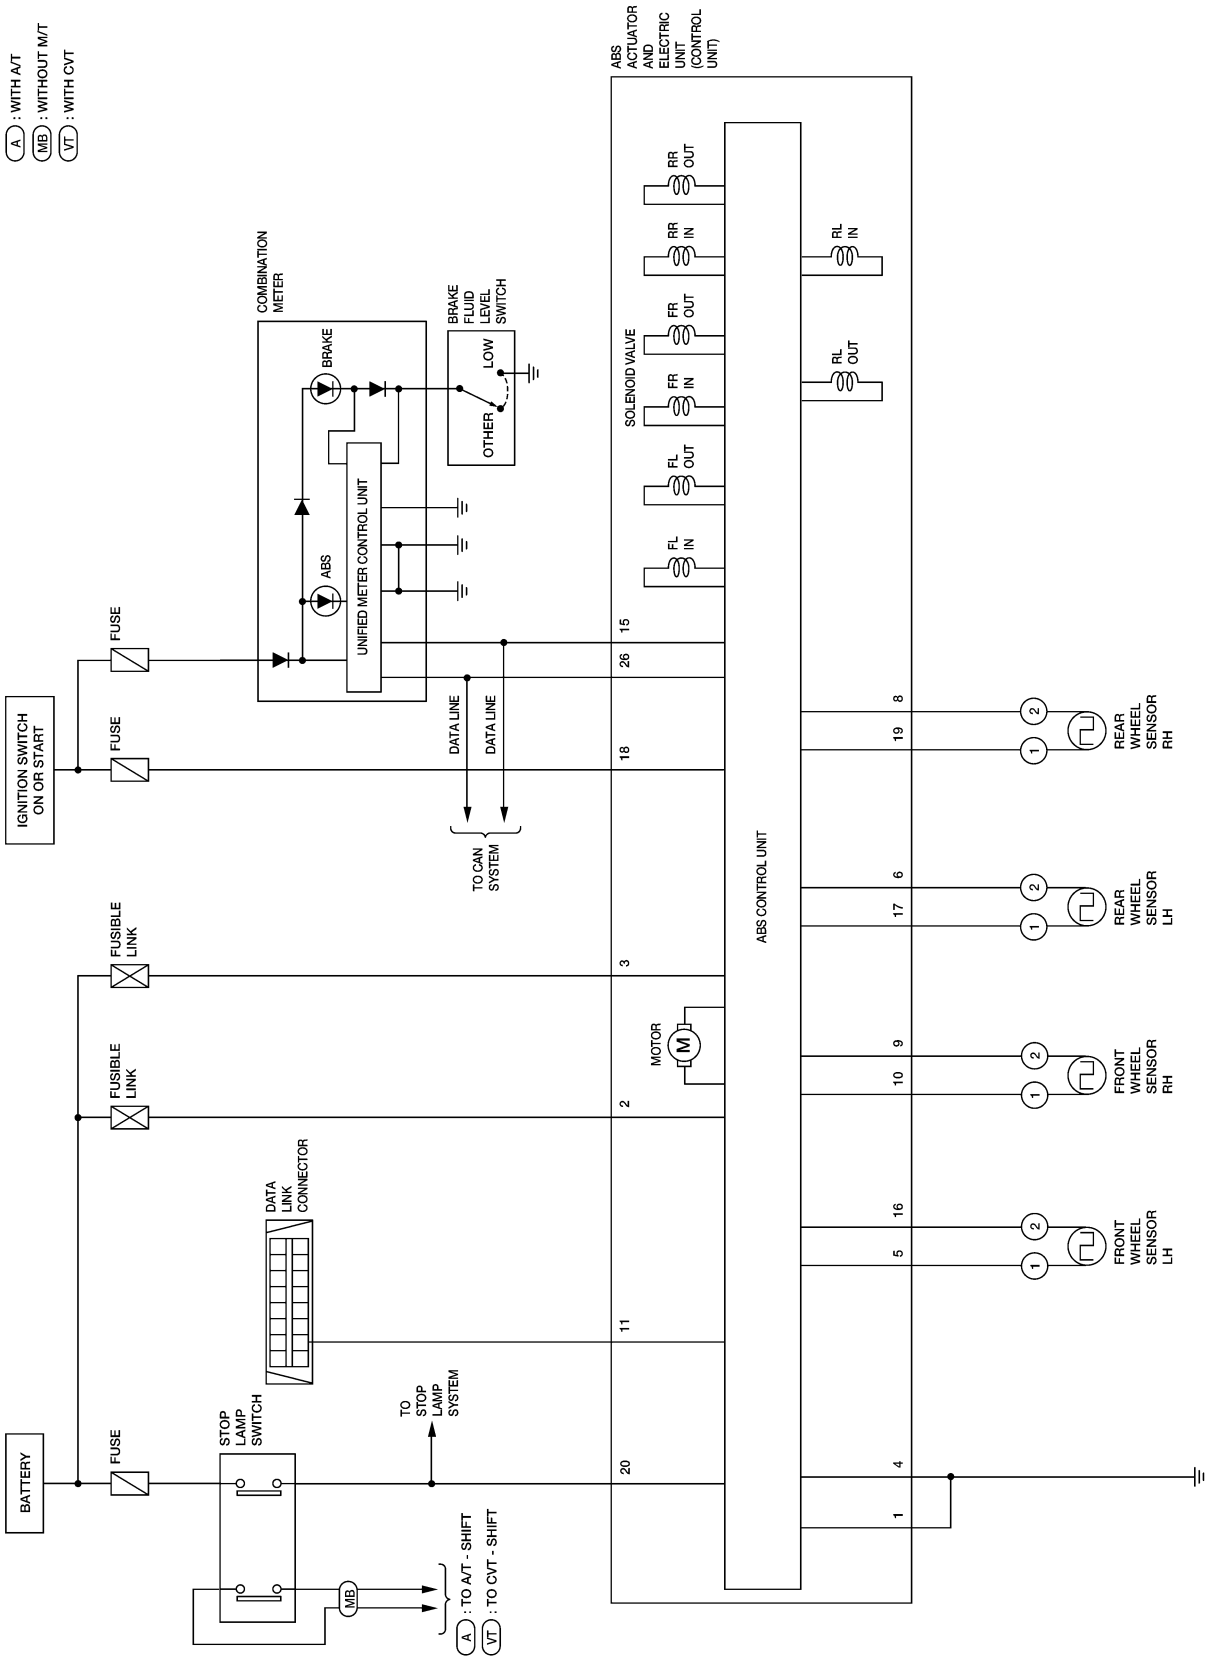 BATTERY
FUSE
STOP
LAMP
SWITCH
MB
A : TO A/T - SHIFT
VT : TO CVT - SHIFT
TO
STOP
LAMP
SYSTEM
20
DATA
LINK
CONNECTOR
11
FUSIBLE
LINK
2
FUSIBLE
LINK
3
MOTOR
M
IGNITION SWITCH
ON OR START
FUSE
18
FUSE
COMBINATION
METER
ABS
BRAKE
UNIFIED METER CONTROL UNIT
BRAKE
FLUID
LEVEL
SWITCH
OTHER
LOW
DATA LINE
DATA LINE
TO CAN
SYSTEM
26
15
A : WITH A/T
MB : WITHOUT M/T
VT : WITH CVT
ABS
ACTUATOR
AND
ELECTRIC
UNIT
(CONTROL
UNIT)
SOLENOID VALVE
FL
IN
FL
OUT
FR
IN
FR
OUT
RR
IN
RR
OUT
RL
OUT
RL
IN
ABS CONTROL UNIT
1
4
5
16
1
2
FRONT
WHEEL
SENSOR
LH
10
9
1
2
FRONT
WHEEL
SENSOR
RH
17
6
1
2
REAR
WHEEL
SENSOR
LH
19
8
1
2
REAR
WHEEL
SENSOR
RH